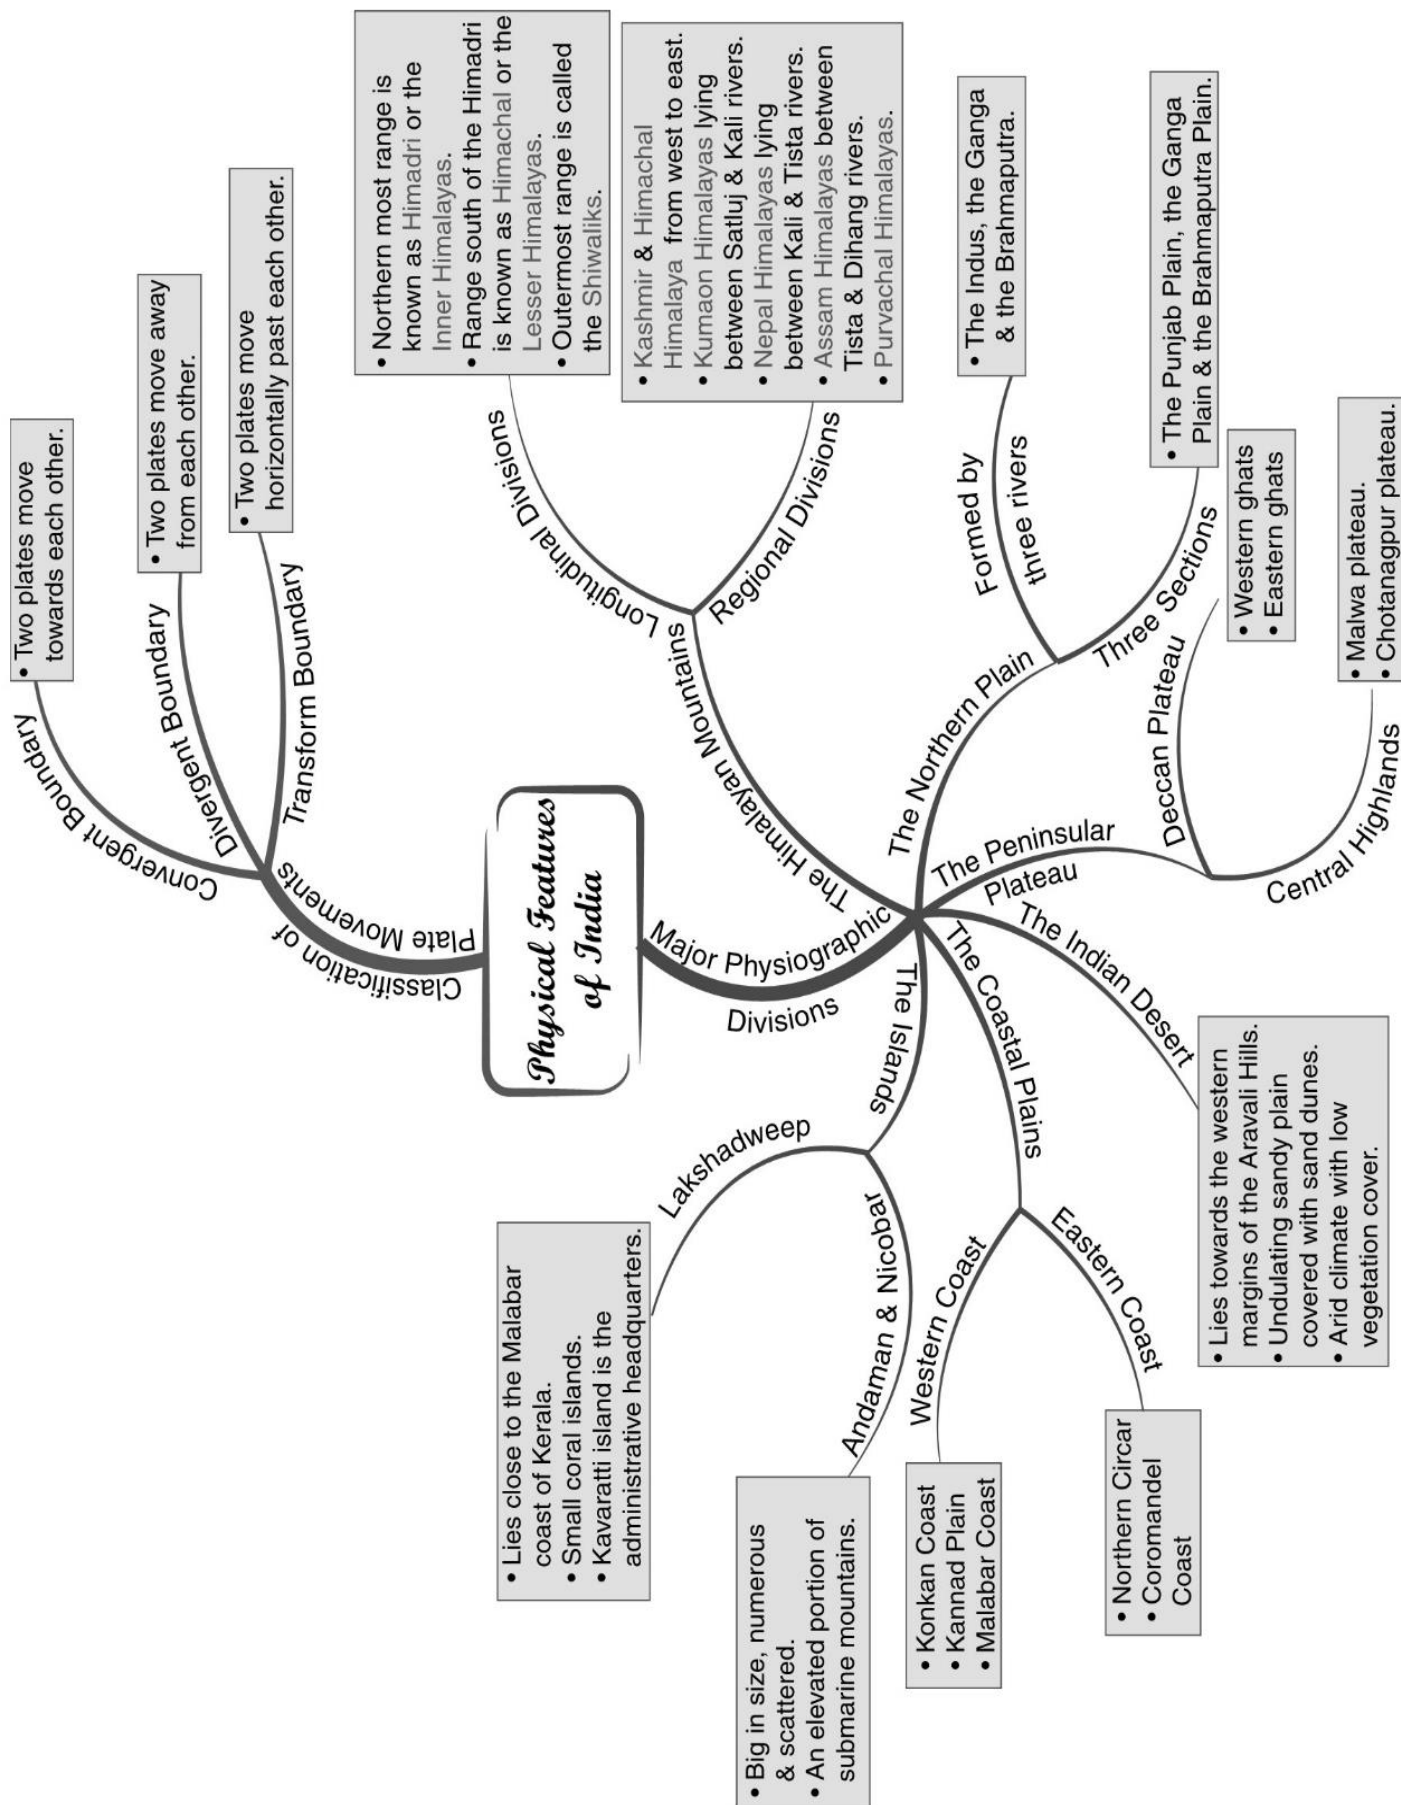 Physical Features
of India
Classification of
Plate Movements
Convergent Boundary
• Two plates move
towards each other.
Divergent Boundary
• Two plates move away
from each other.
Transform Boundary
• Two plates move
horizontally past each other.
Major Physiographic
Divisions
The Himalayan Mountains
Longitudinal Divisions
• Northern most range is
known as Himadri or the
Inner Himalayas.
• Range south of the Himadri
is known as Himachal or the
Lesser Himalayas.
• Outermost range is called
the Shiwaliks.
Regional Divisions
• Kashmir & Himachal
Himalaya from west to east.
• Kumaon Himalayas lying
between Satluj & Kali rivers.
• Nepal Himalayas lying
between Kali & Tista rivers.
• Assam Himalayas between
Tista & Dihang rivers.
• Purvachal Himalayas.
The Northern Plain
Formed by
three rivers
• The Indus, the Ganga
& the Brahmaputra.
Three Sections
• The Punjab Plain, the Ganga
Plain & the Brahmaputra Plain.
The Peninsular
Plateau
Deccan Plateau
• Western ghats
• Eastern ghats
Central Highlands
• Malwa plateau.
• Chotanagpur plateau.
The Indian Desert
• Lies towards the western
margins of the Aravali Hills.
• Undulating sandy plain
covered with sand dunes.
• Arid climate with low
vegetation cover.
The Coastal Plains
Western Coast
• Konkan Coast
• Kannad Plain
• Malabar Coast
Eastern Coast
• Northern Circar
• Coromandel
Coast
The Islands
Lakshadweep
• Lies close to the Malabar
coast of Kerala.
• Small coral islands.
• Kavaratti island is the
administrative headquarters.
Andaman & Nicobar
• Big in size, numerous
& scattered.
• An elevated portion of
submarine mountains.